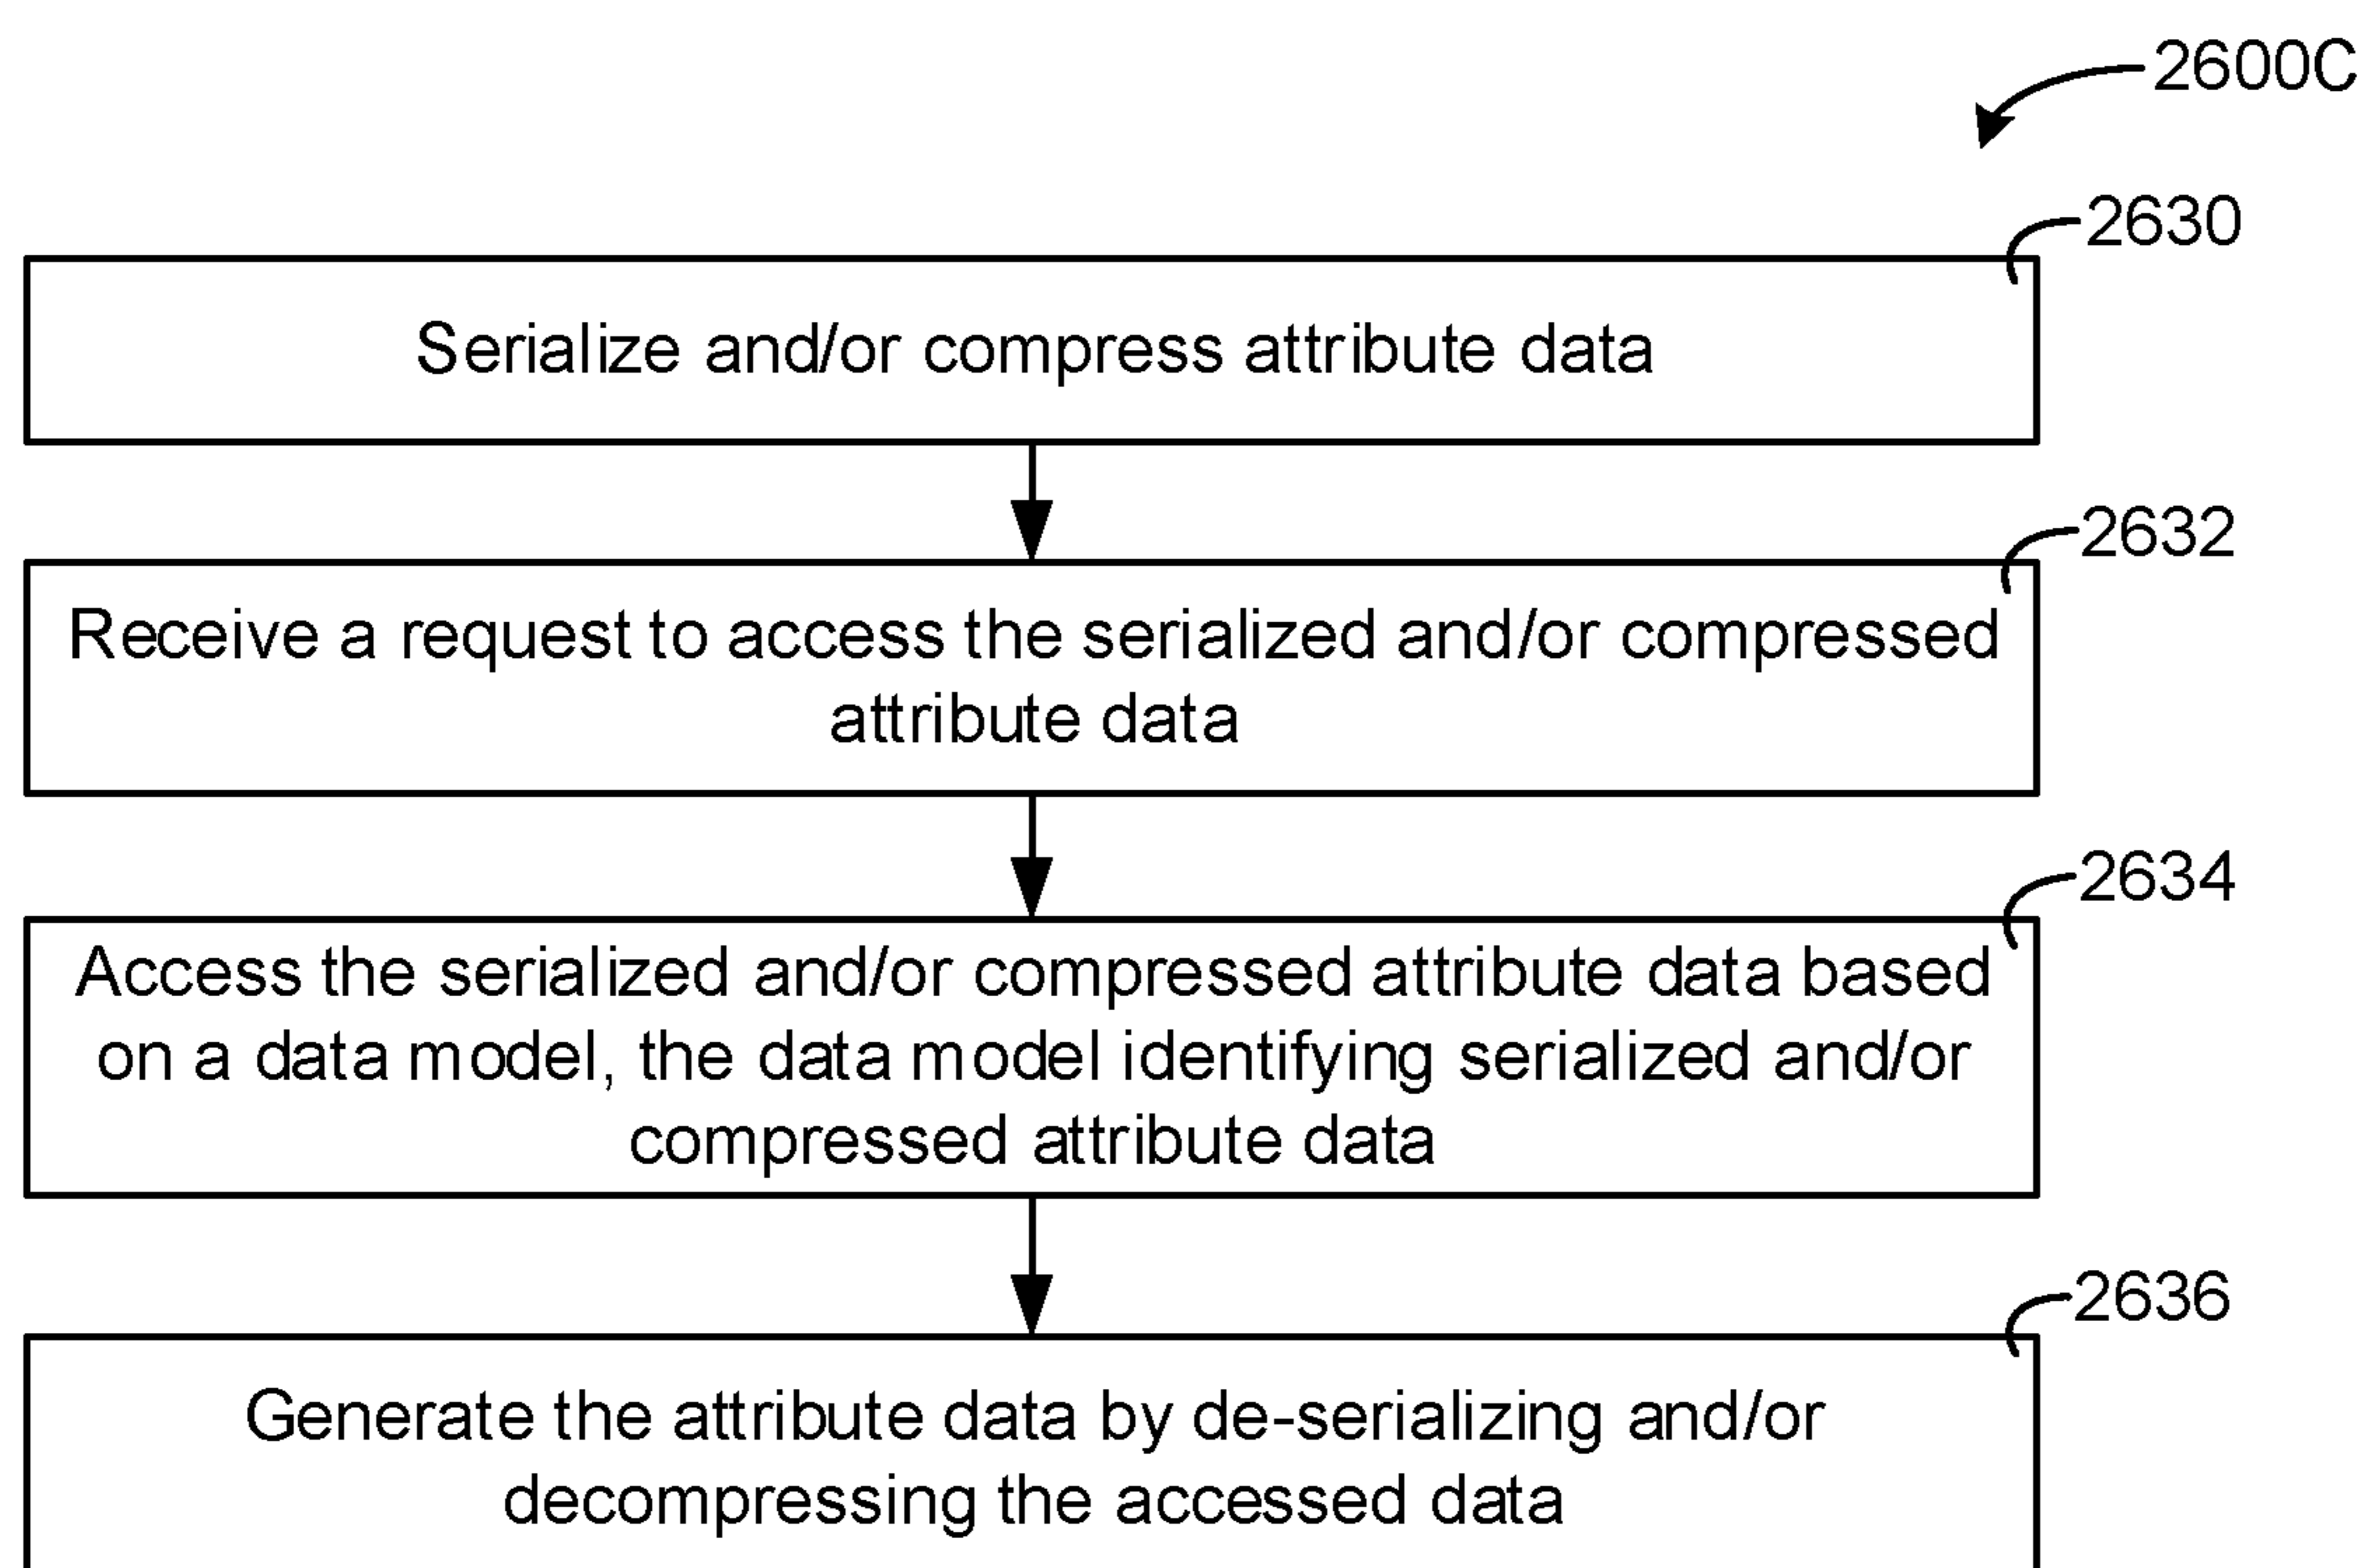 2600C
2630
Serialize and/or compress attribute data
2632
Receive a request to access the serialized and/or compressed
attribute data
2634
Access the serialized and/or compressed attribute data based
on a data model, the data model identifying serialized and/or
compressed attribute data
2636
Generate the attribute data by de-serializing and/or
decompressing the accessed data